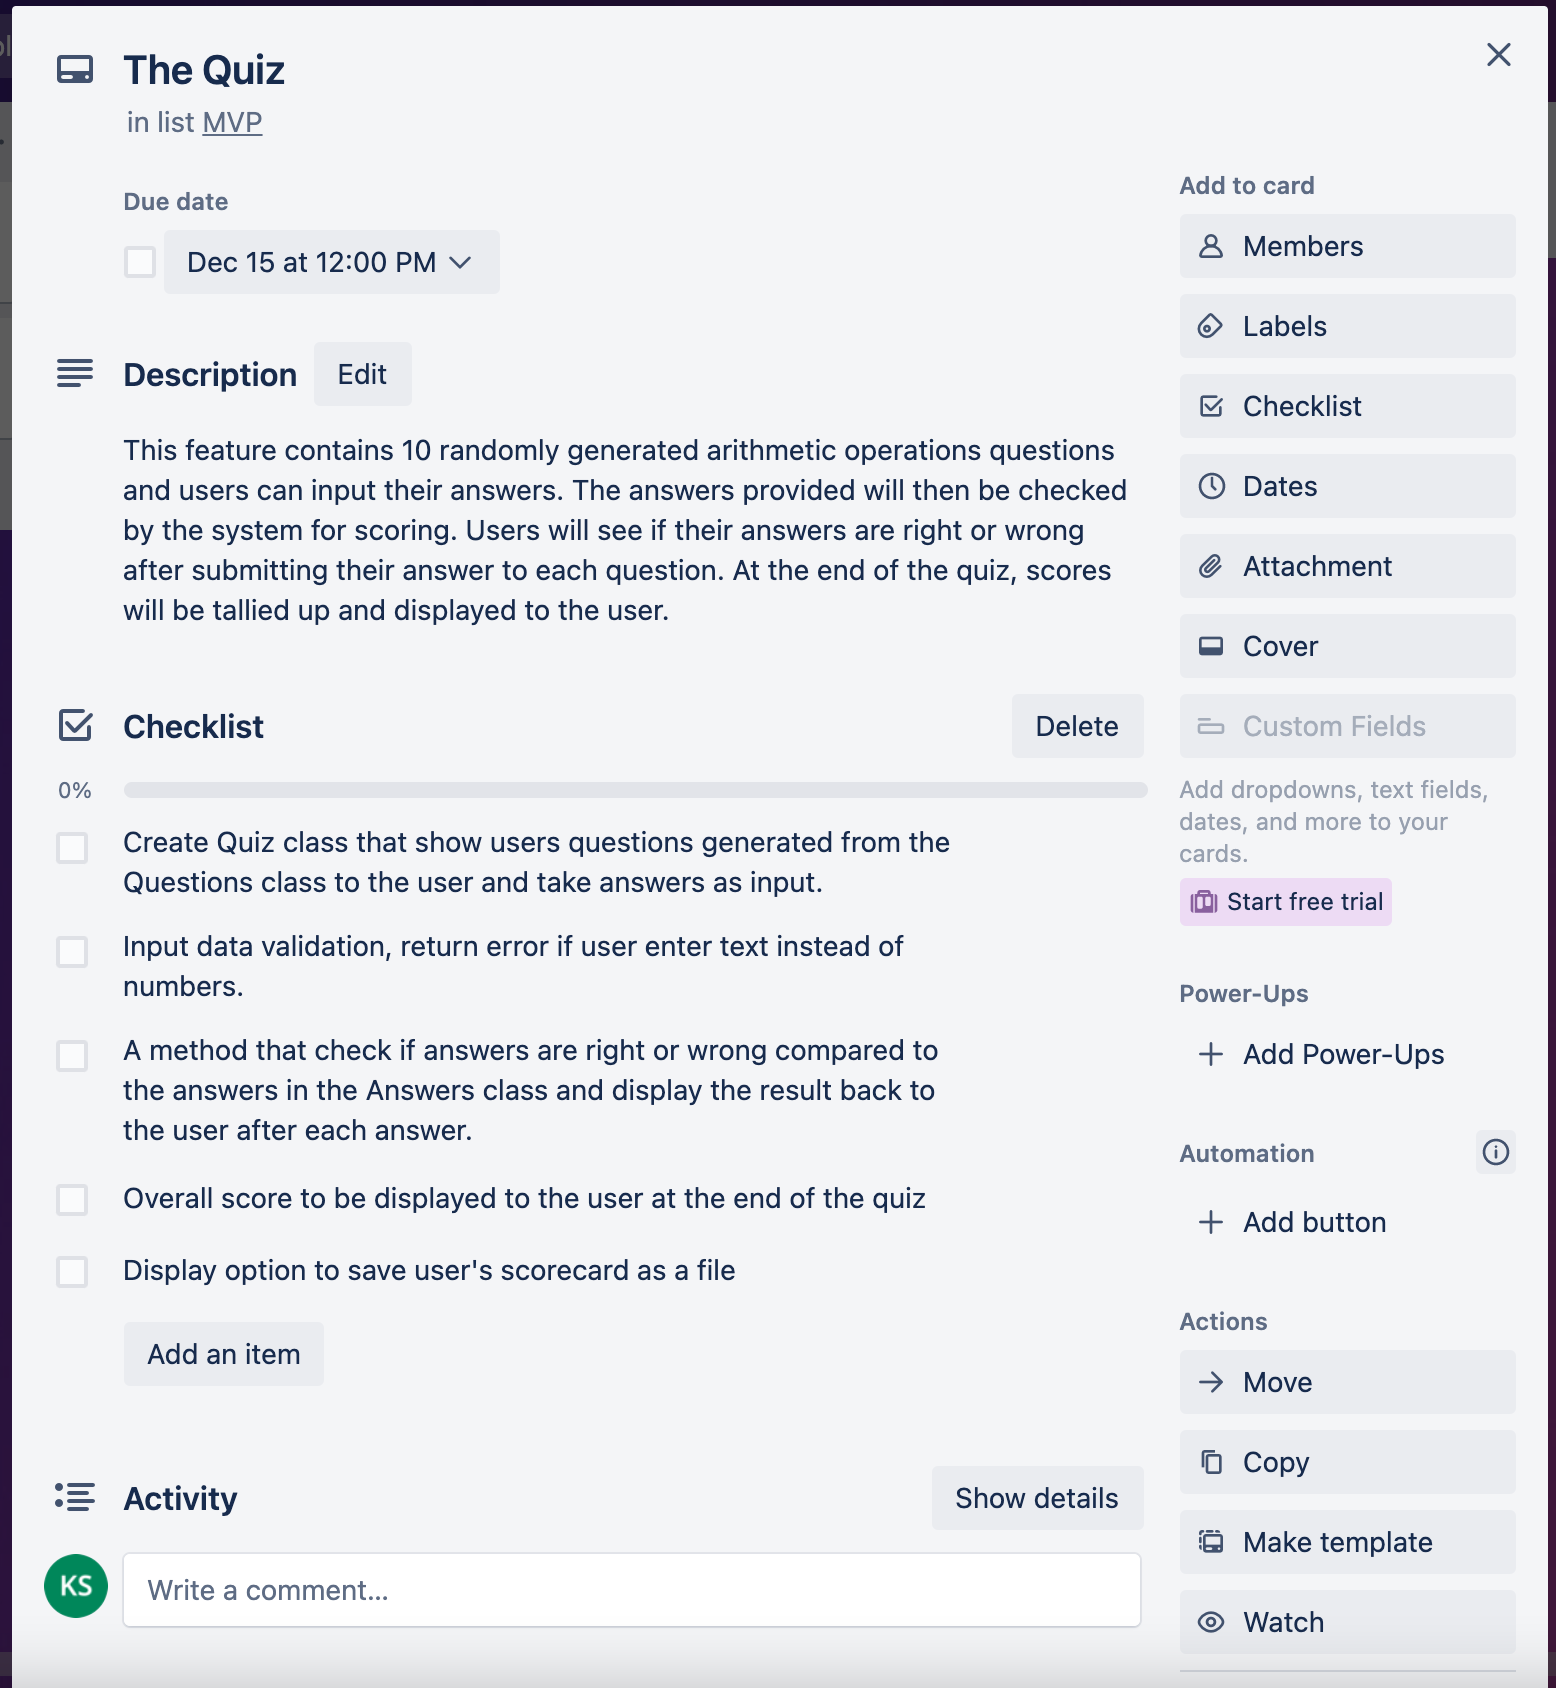 The Quiz
in list MVP
Due date
Dec 15 at 12:00 PM
Description
Edit
This feature contains 10 randomly generated arithmetic operations questions
and users can input their answers. The answers provided will then be checked
by the system for scoring. Users will see if their answers are right or wrong
after submitting their answer to each question. At the end of the quiz, scores
will be tallied up and displayed to the user.
Checklist
Delete
0%
Create Quiz class that show users questions generated from the
Questions class to the user and take answers as input.
Input data validation, return error if user enter text instead of
numbers.
A method that check if answers are right or wrong compared to
the answers in the Answers class and display the result back to
the user after each answer.
Overall score to be displayed to the user at the end of the quiz
Display option to save user's scorecard as a file
Add an item
Activity
Show details
KS
Write a comment...
Add to card
Members
Labels
Checklist
Dates
Attachment
Cover
Custom Fields
Add dropdowns, text fields,
dates, and more to your
cards.
Start free trial
Power-Ups
Add Power-Ups
Automation
Add button
Actions
Move
Copy
Make template
Watch